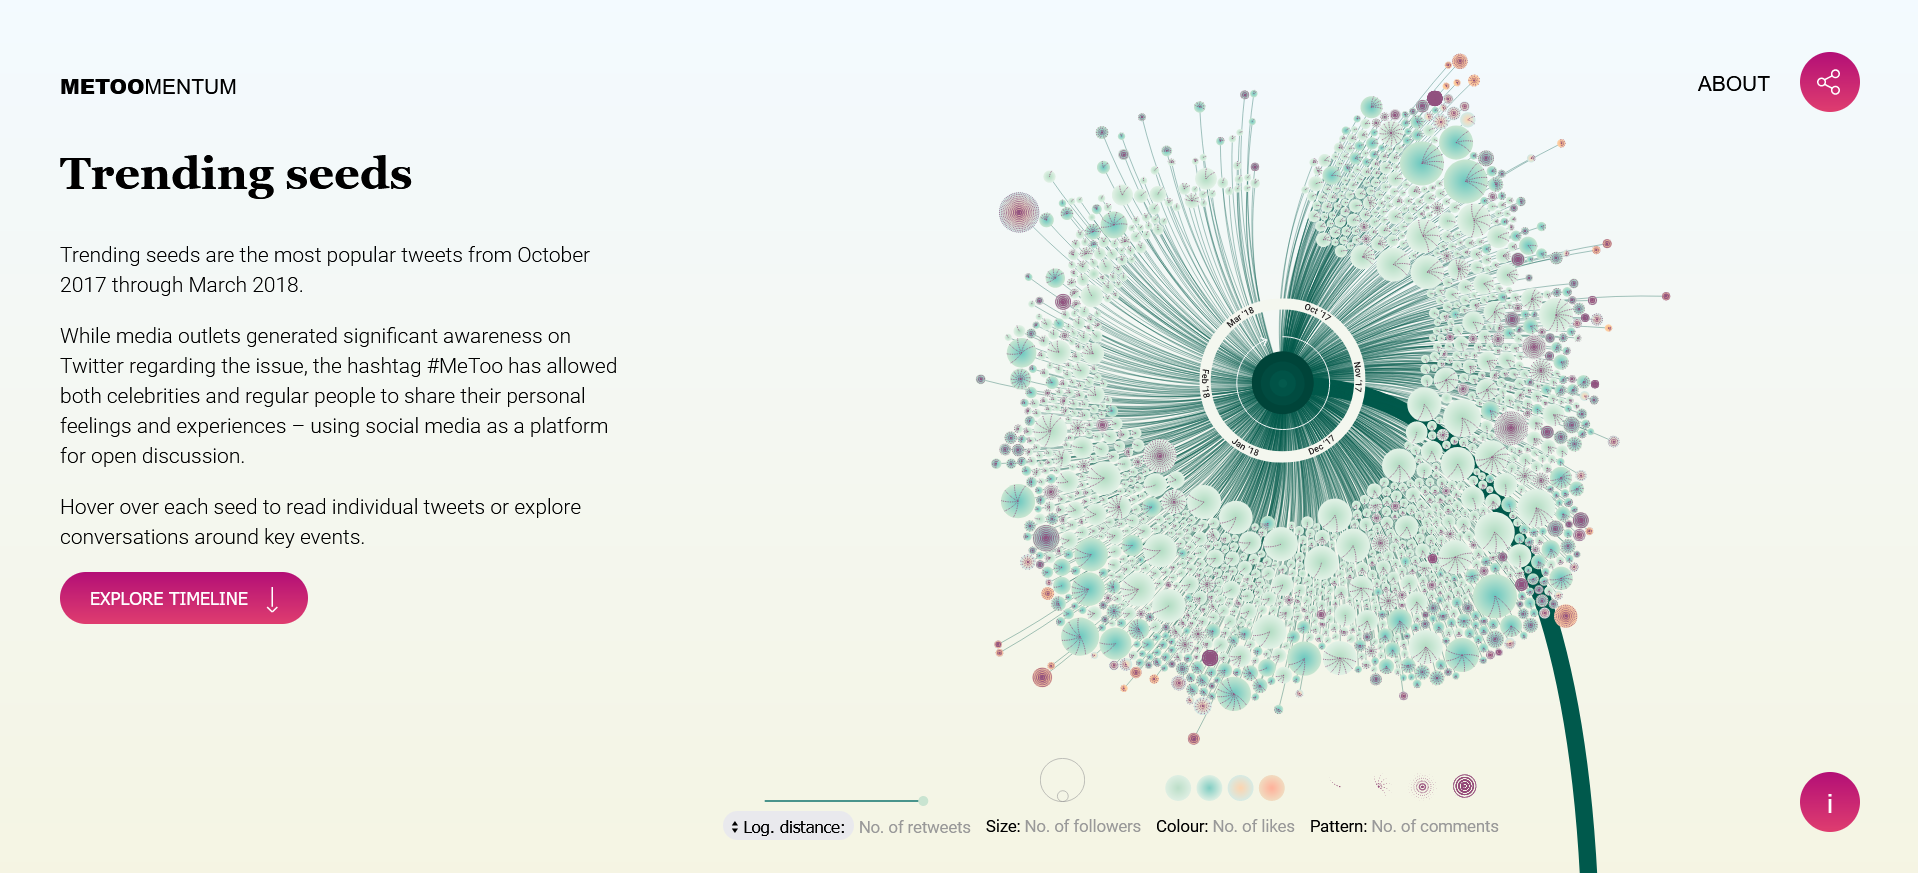 METOOMENTUM
ABOUT
Trending seeds
Trending seeds are the most popular tweets from October
2017 through March 2018.
While media outlets generated significant awareness on
Twitter regarding the issue, the hashtag #MeToo has allowed
both celebrities and regular people to share their personal
feelings and experiences – using social media as a platform
for open discussion.
Hover over each seed to read individual tweets or explore
conversations around key events.
EXPLORE TIMELINE
Oct '17
Nov '17
Dec '17
Jan '18
Feb '18
Mar '18
Log. distance: No. of retweets
Size: No. of followers
Colour: No. of likes
Pattern: No. of comments
i